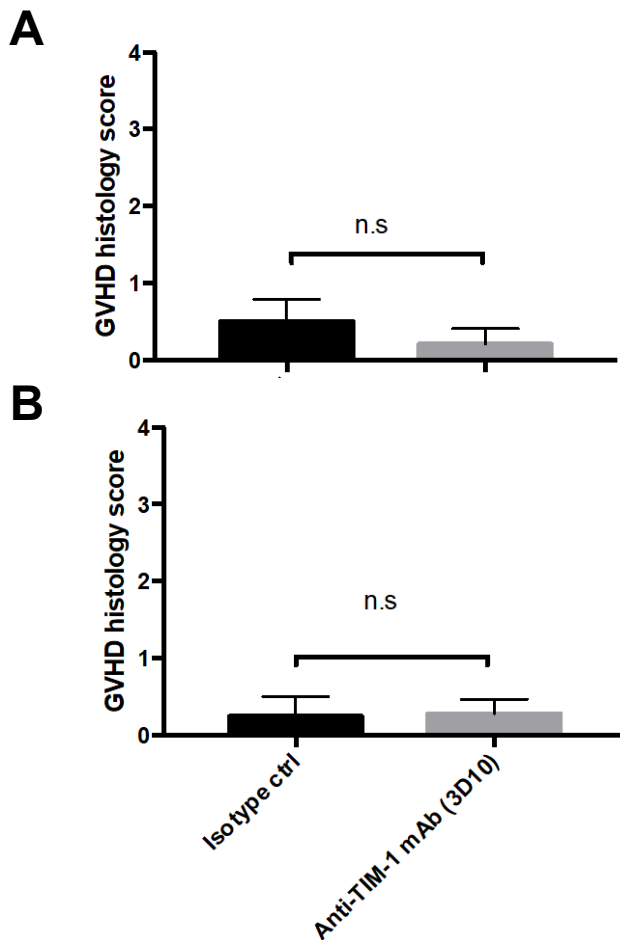 A
GVHD histology score
4
3
2
1
0
n.s
B
GVHD histology score
4
3
2
1
0
n.s
Isotype ctrl
Anti-TIM-1 mAb (3D10)